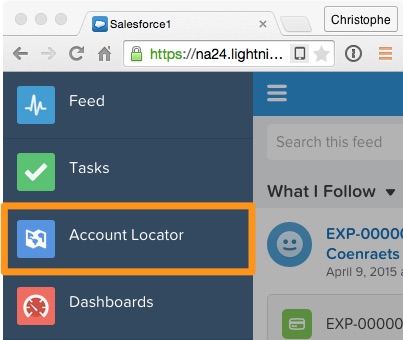 Salesforce1
Christophe
https://na24.lightni...
Feed
Tasks
Account Locator
Dashboards
Search this feed
What I Follow
EXP-00000
Coenraets
April 9, 2015 a
EXP-0000